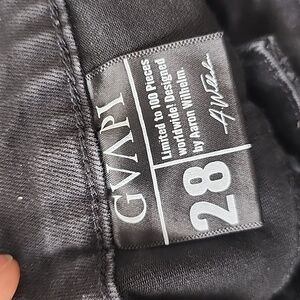 GVAPI
Limited to 100 Pieces
worldwide! Designed
by Aaron Wilhelm
28